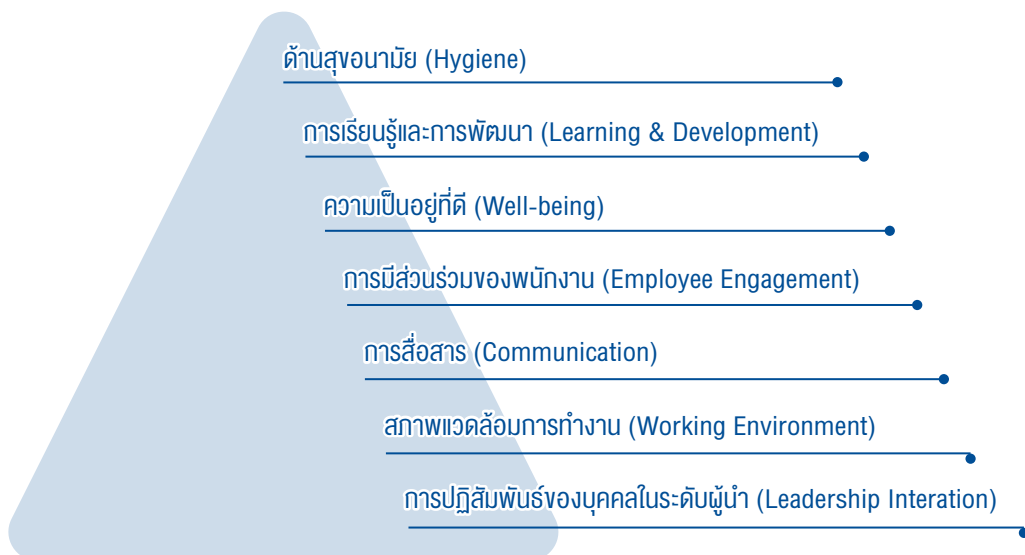 ด้านสุขอนามัย (Hygiene)
การเรียนรู้และการพัฒนา (Learning & Development)
ความเป็นอยู่ที่ดี (Well-being)
การมีส่วนร่วมของพนักงาน (Employee Engagement)
การสื่อสาร (Communication)
สภาพแวดล้อมการทำงาน (Working Environment)
การปฏิสัมพันธ์ของบุคคลในระดับผู้นำ (Leadership Interation)